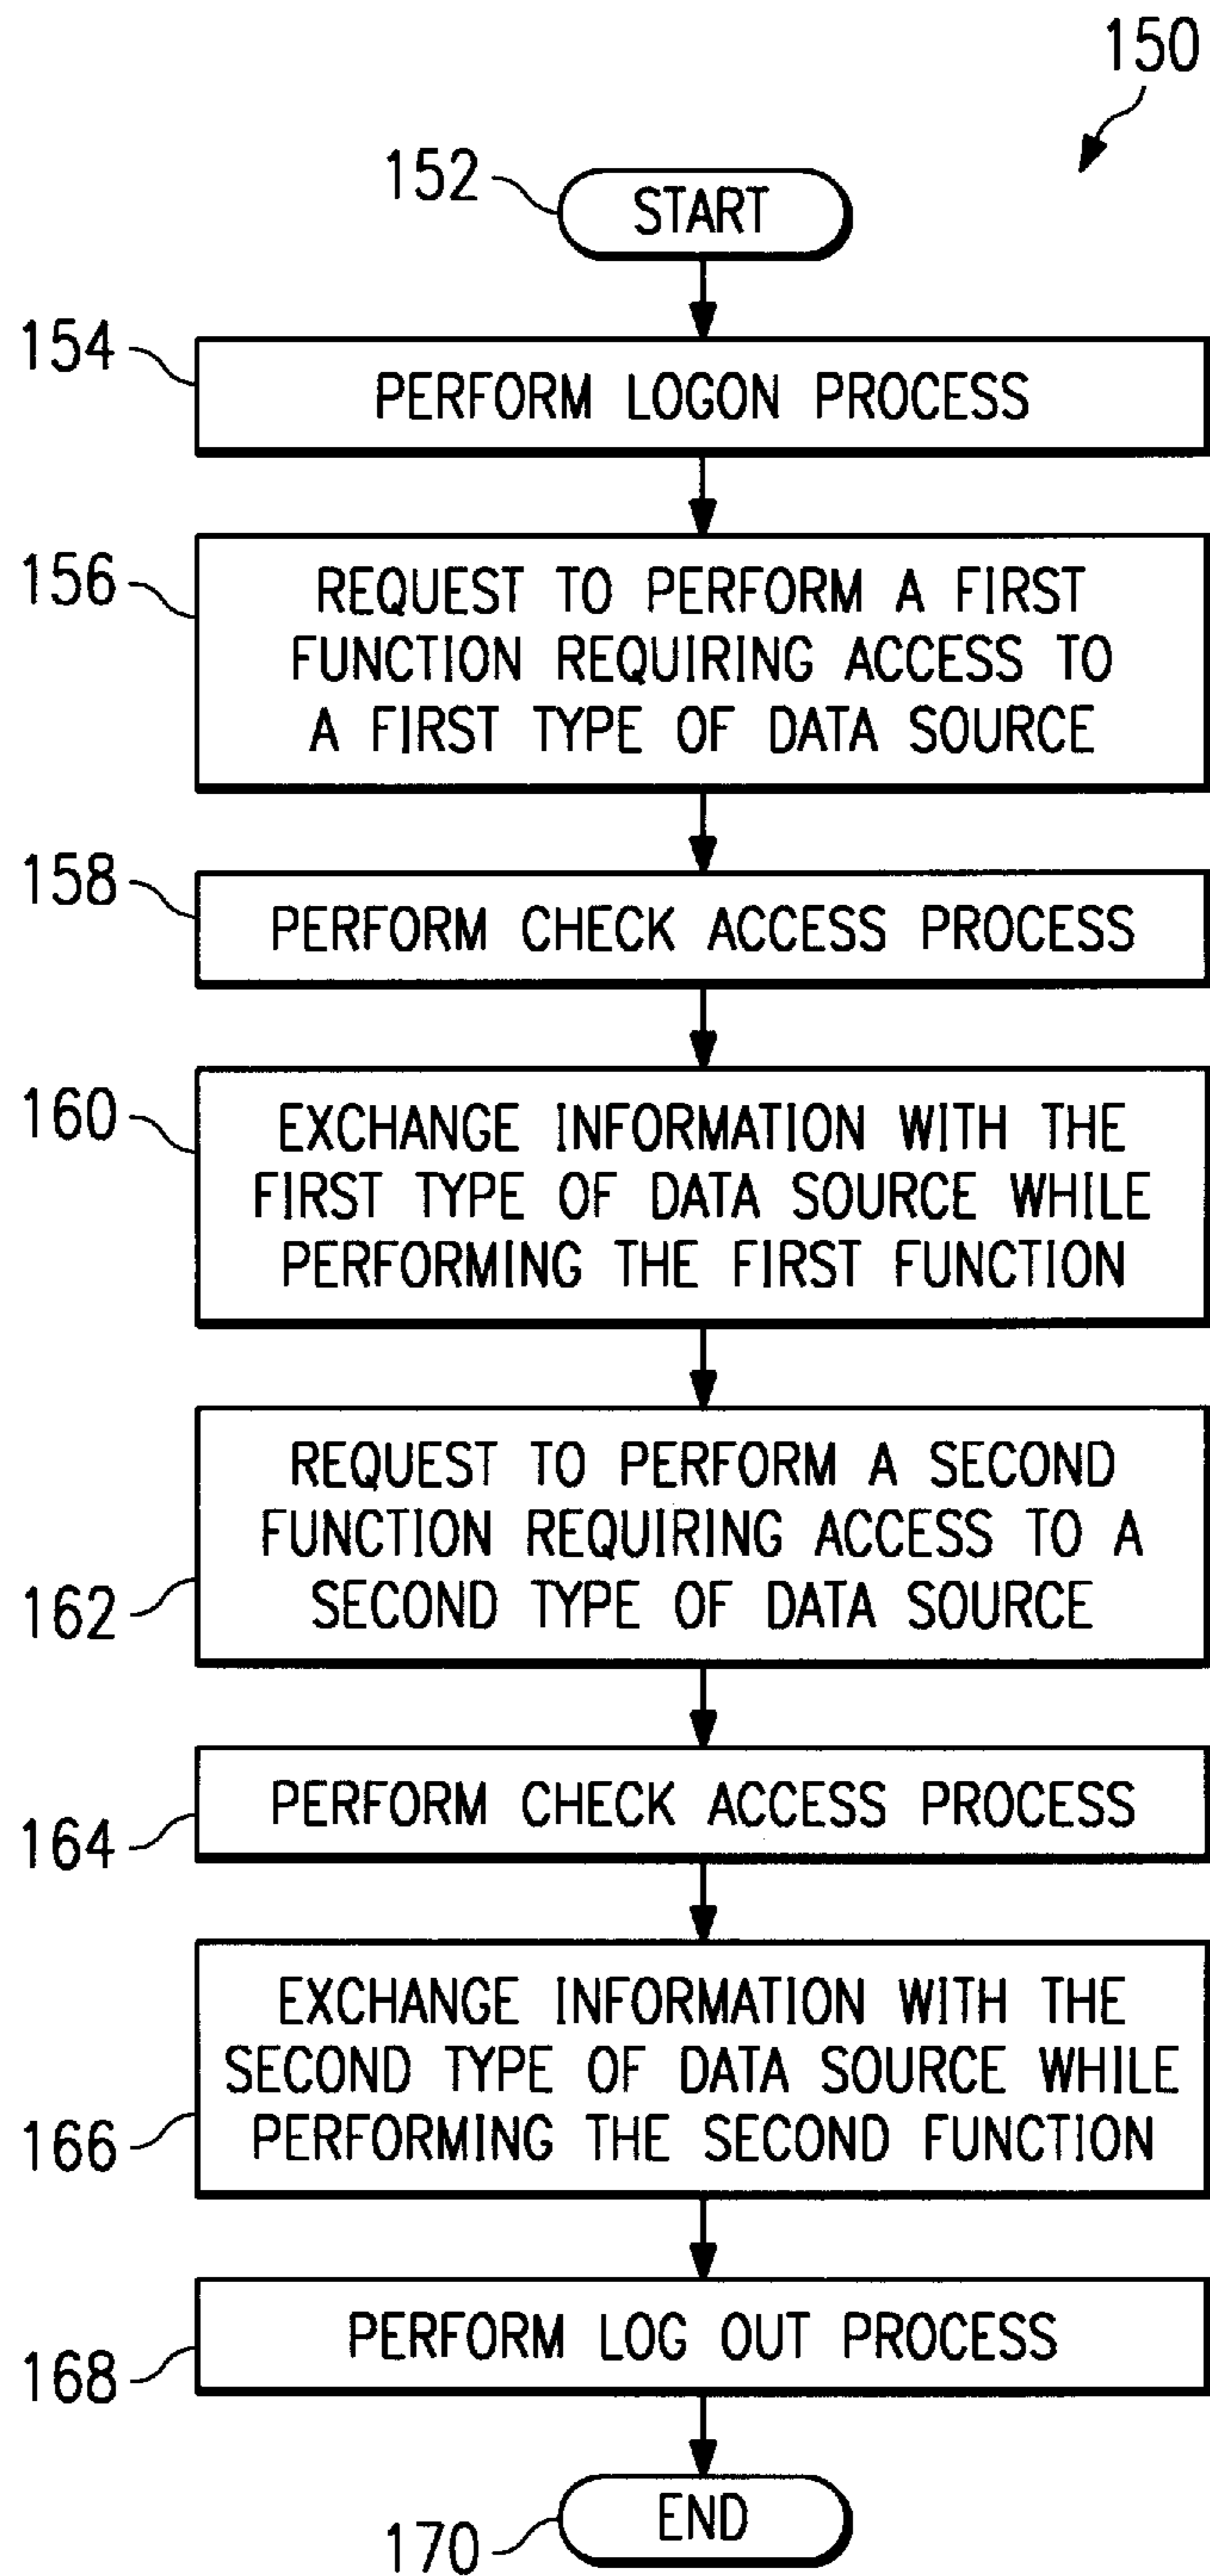 150
152
START
154
PERFORM LOGON PROCESS
156
REQUEST TO PERFORM A FIRST
FUNCTION REQUIRING ACCESS TO
A FIRST TYPE OF DATA SOURCE
158
PERFORM CHECK ACCESS PROCESS
160
EXCHANGE INFORMATION WITH THE
FIRST TYPE OF DATA SOURCE WHILE
PERFORMING THE FIRST FUNCTION
REQUEST TO PERFORM A SECOND
FUNCTION REQUIRING ACCESS TO A
SECOND TYPE OF DATA SOURCE
162
PERFORM CHECK ACCESS PROCESS
164
EXCHANGE INFORMATION WITH THE
SECOND TYPE OF DATA SOURCE WHILE
PERFORMING THE SECOND FUNCTION
166
PERFORM LOG OUT PROCESS
168
END
170